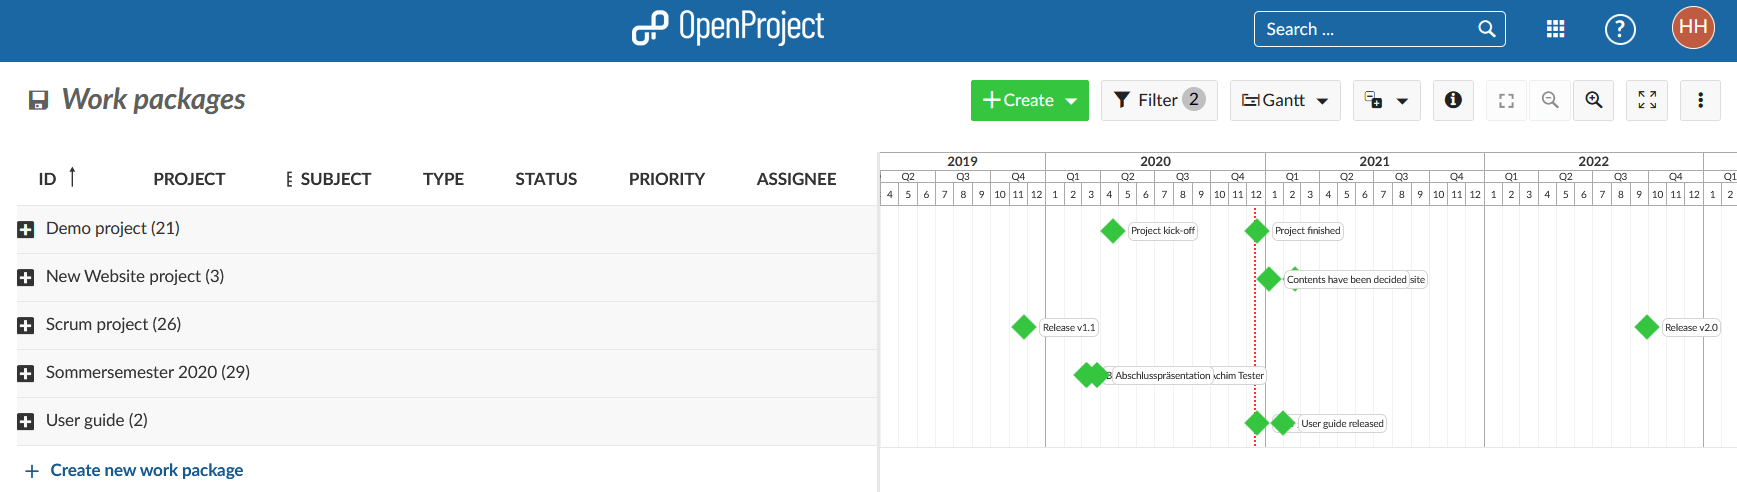 OpenProject
Search ...
?
HH
Work packages
+ Create
Filter 2
Gantt
ID PROJECT SUBJECT TYPE STATUS PRIORITY ASSIGNEE
2019 2020 2021 2022
Q2 Q3 Q4 Q1 Q2 Q3 Q4 Q1 Q2 Q3 Q4 Q1 Q2 Q3 Q4 Q1
4 5 6 7 8 9 10 11 12 1 2 3 4 5 6 7 8 9 10 11 12 1 2 3 4 5 6 7 8 9 10 11 12 1 2 3 4 5 6 7 8 9 10 11 12 1 2
Demo project (21)
Project kick-off Project finished
New Website project (3)
Contents have been decided site
Scrum project (26)
Release v1.1 Release v2.0
Sommersemester 2020 (29)
B Abschlusspräsentation Tester
User guide (2)
User guide released
+ Create new work package